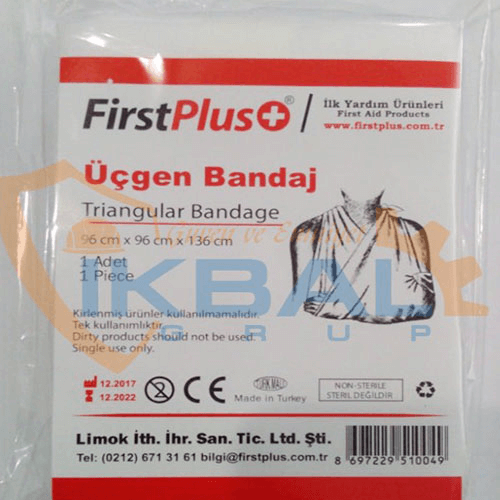 FirstPlus®
İlk Yardım Ürünleri
First Aid Products
www.firstplus.com.tr
Üçgen Bandaj
Triangular Bandage
96 cm x 96 cm x 136 cm
1 Adet
1 Piece
İKBAL
GRUP
Kirlenmiş ürünler kullanılmamalıdır.
Tek kullanımlıktır.
Dirty products should not be used.
Single use only.
12.2017
12.2022
CE
TÜRK MALI
Made in Turkey
NON-STERILE
STERİL DEĞİLDİR
Limok İth. İhr. San. Tic. Ltd. Şti.
Tel: (0212) 671 31 61 bilgi@firstplus.com.tr
8 697229 510049